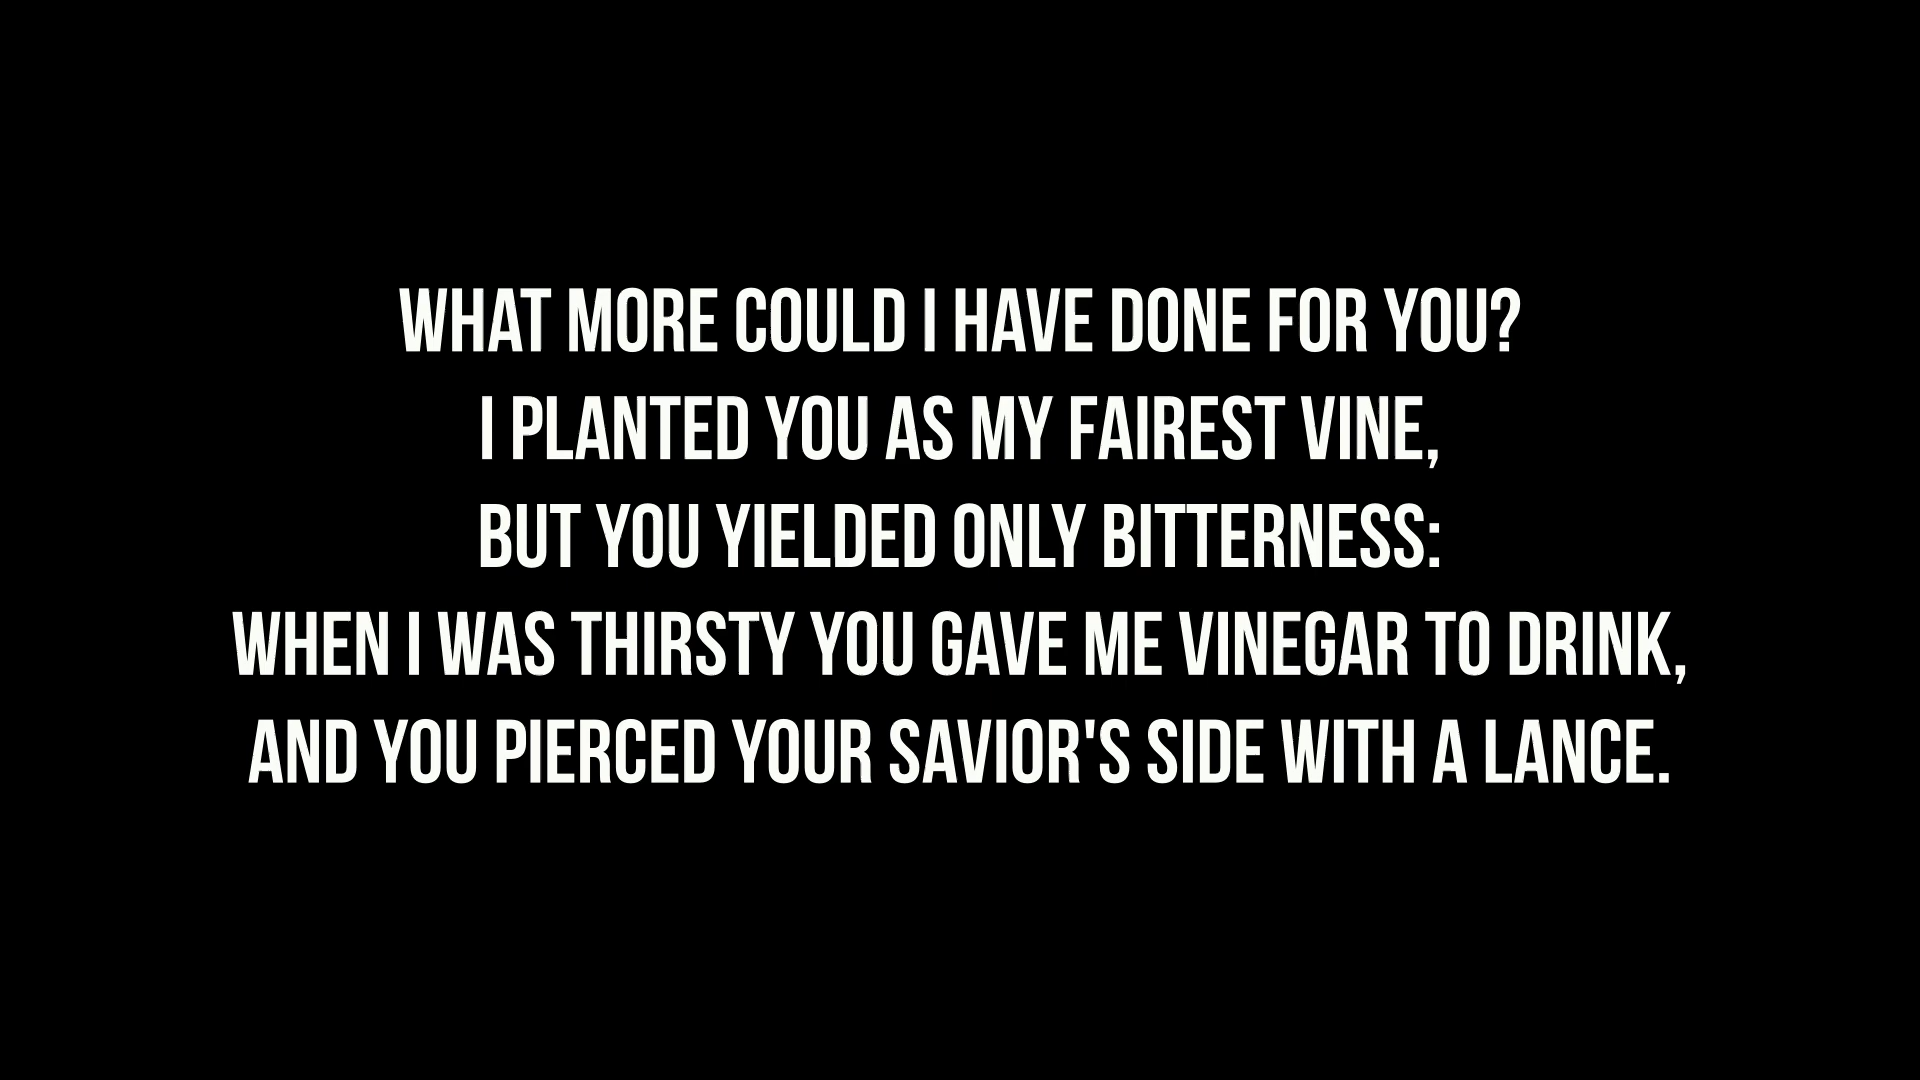 WHAT MORE COULD I HAVE DONE FOR YOU?
I PLANTED YOU AS MY FAIREST VINE,
BUT YOU YIELDED ONLY BITTERNESS:
WHEN I WAS THIRSTY YOU GAVE ME VINEGAR TO DRINK,
AND YOU PIERCED YOUR SAVIOR'S SIDE WITH A LANCE.